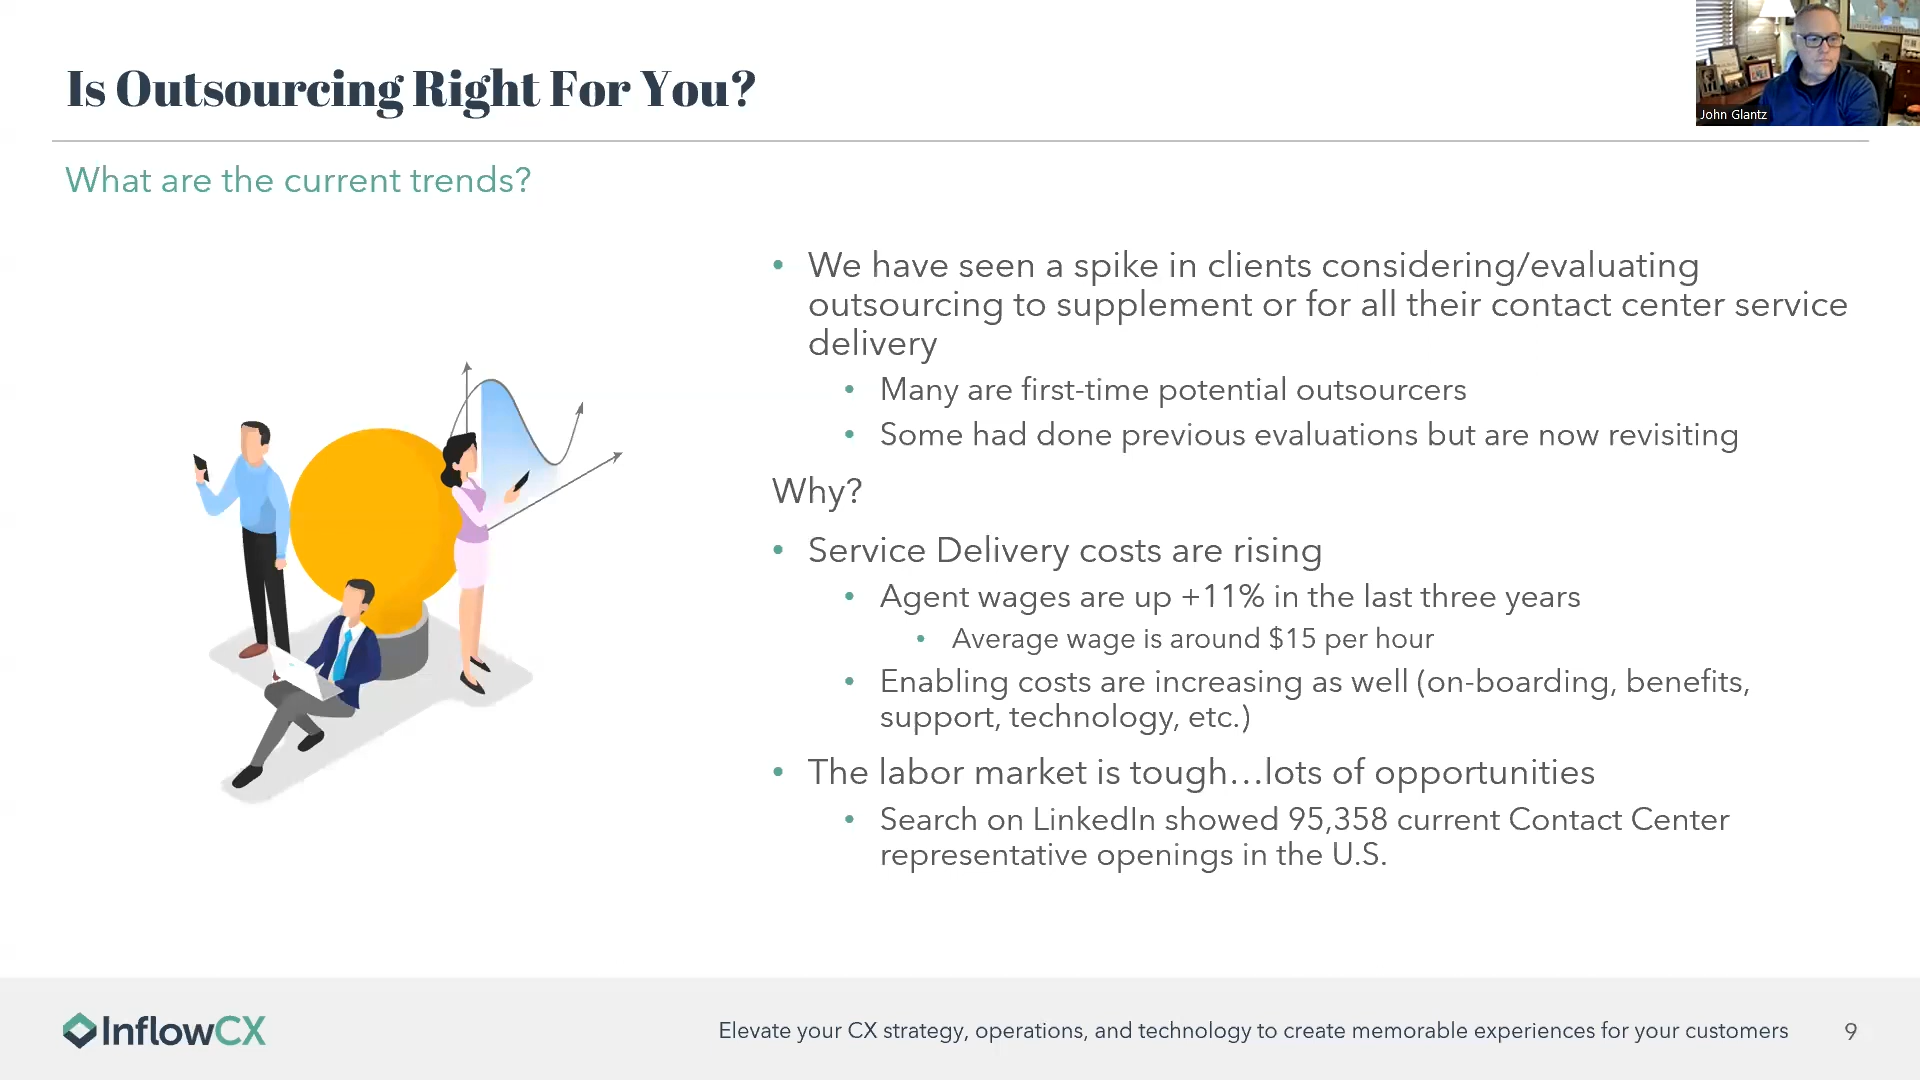 Is Outsourcing Right For You?
John Glantz
What are the current trends?
• We have seen a spike in clients considering/evaluating
outsourcing to supplement or for all their contact center service
delivery
• Many are first-time potential outsourcers
• Some had done previous evaluations but are now revisiting
Why?
• Service Delivery costs are rising
• Agent wages are up +11% in the last three years
• Average wage is around $15 per hour
• Enabling costs are increasing as well (on-boarding, benefits,
support, technology, etc.)
• The labor market is tough…lots of opportunities
• Search on LinkedIn showed 95,358 current Contact Center
representative openings in the U.S.
InflowCX
Elevate your CX strategy, operations, and technology to create memorable experiences for your customers
9